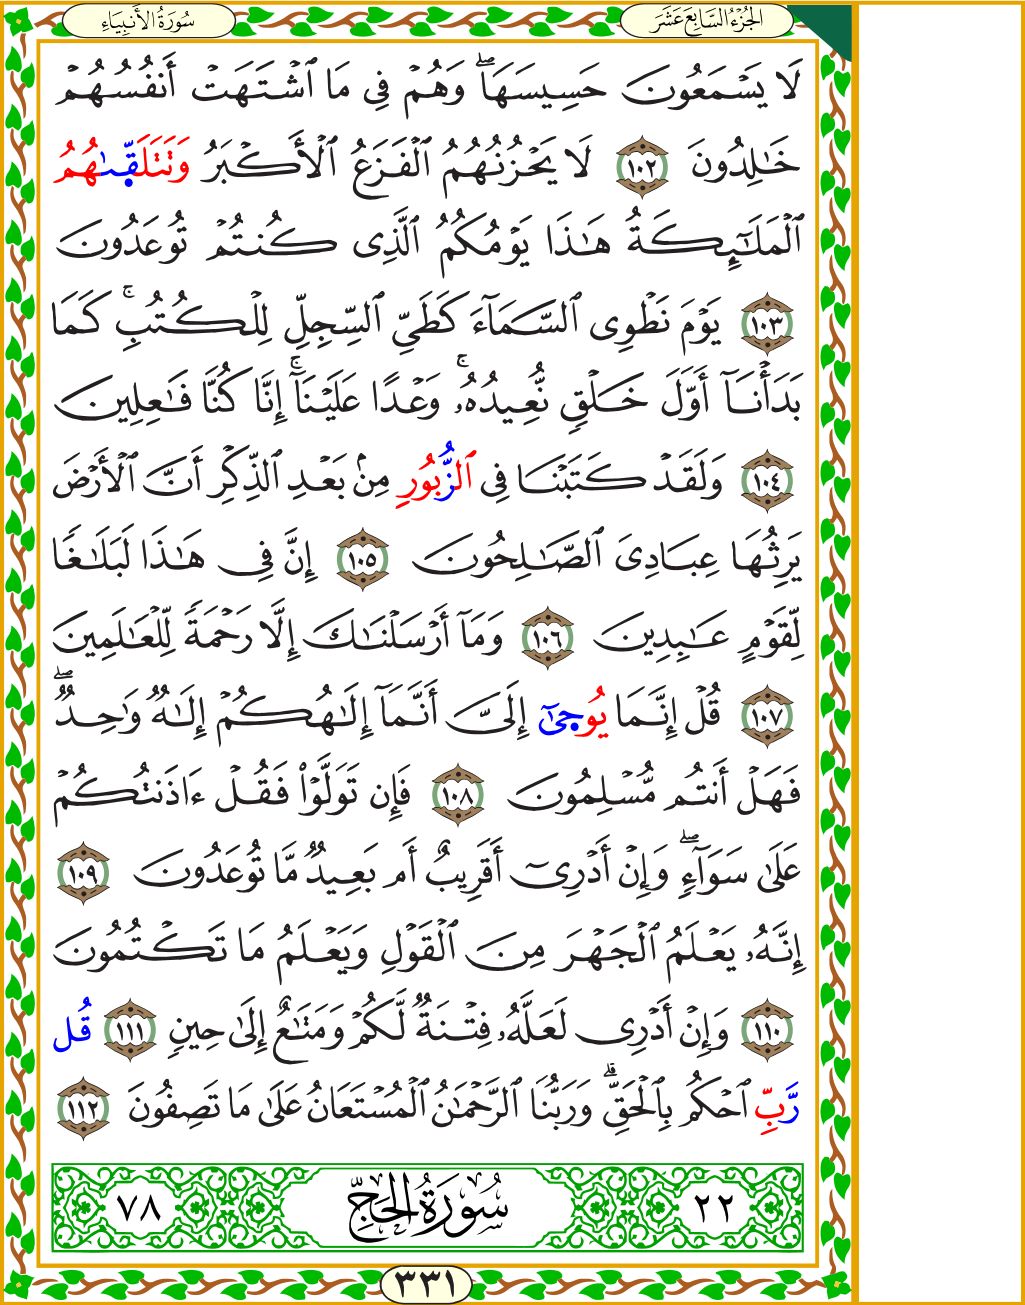 الجُزْءُ السَّابِعَ عَشَرَ
سُورَةُ الأَنبِيَاءِ
لَا يَسۡمَعُونَ حَسِيسَهَاۖ وَهُمۡ فِي مَا ٱشۡتَهَتۡ أَنفُسُهُمۡ
خَٰلِدُونَ ١٠٢ لَا يَحۡزُنُهُمُ ٱلۡفَزَعُ ٱلۡأَكۡبَرُ وَتَتَلَقّىٰهُمُ
ٱلۡمَلَٰٓئِكَةُ هَٰذَا يَوۡمُكُمُ ٱلَّذِي كُنتُمۡ تُوعَدُونَ
١٠٣ يَوۡمَ نَطۡوِي ٱلسَّمَآءَ كَطَيِّ ٱلسِّجِلِّ لِلۡكُتُبِۚ كَمَا
بَدَأۡنَآ أَوَّلَ خَلۡقٖ نُّعِيدُهُۥۚ وَعۡدًا عَلَيۡنَآۚ إِنَّا كُنَّا فَٰعِلِينَ
١٠٤ وَلَقَدۡ كَتَبۡنَا فِي ٱلزُّبُورِ مِنۢ بَعۡدِ ٱلذِّكۡرِ أَنَّ ٱلۡأَرۡضَ
يَرِثُهَا عِبَادِيَ ٱلصَّٰلِحُونَ ١٠٥ إِنَّ فِي هَٰذَا لَبَلَٰغٗا
لِّقَوۡمٍ عَٰبِدِينَ ١٠٦ وَمَآ أَرۡسَلۡنَٰكَ إِلَّا رَحۡمَةٗ لِّلۡعَٰلَمِينَ
١٠٧ قُلۡ إِنَّمَا يُوحىٰٓ إِلَيَّ أَنَّمَآ إِلَٰهُكُمۡ إِلَٰهٞ وَٰحِدٞۖ
فَهَلۡ أَنتُم مُّسۡلِمُونَ ١٠٨ فَإِن تَوَلَّوۡاْ فَقُلۡ ءَاذَنتُكُمۡ
عَلَىٰ سَوَآءٖۖ وَإِنۡ أَدۡرِيٓ أَقَرِيبٌ أَم بَعِيدٞ مَّا تُوعَدُونَ ١٠٩
إِنَّهُۥ يَعۡلَمُ ٱلۡجَهۡرَ مِنَ ٱلۡقَوۡلِ وَيَعۡلَمُ مَا تَكۡتُمُونَ
١١٠ وَإِنۡ أَدۡرِي لَعَلَّهُۥ فِتۡنَةٞ لَّكُمۡ وَمَتَٰعٌ إِلَىٰ حِينٖ ١١١ قُل
رَّبِّ ٱحۡكُم بِٱلۡحَقِّۗ وَرَبُّنَا ٱلرَّحۡمَٰنُ ٱلۡمُسۡتَعَانُ عَلَىٰ مَا تَصِفُونَ ١١٢
٢٢ سُورَةُ الحَجِّ ٧٨
٣٣١